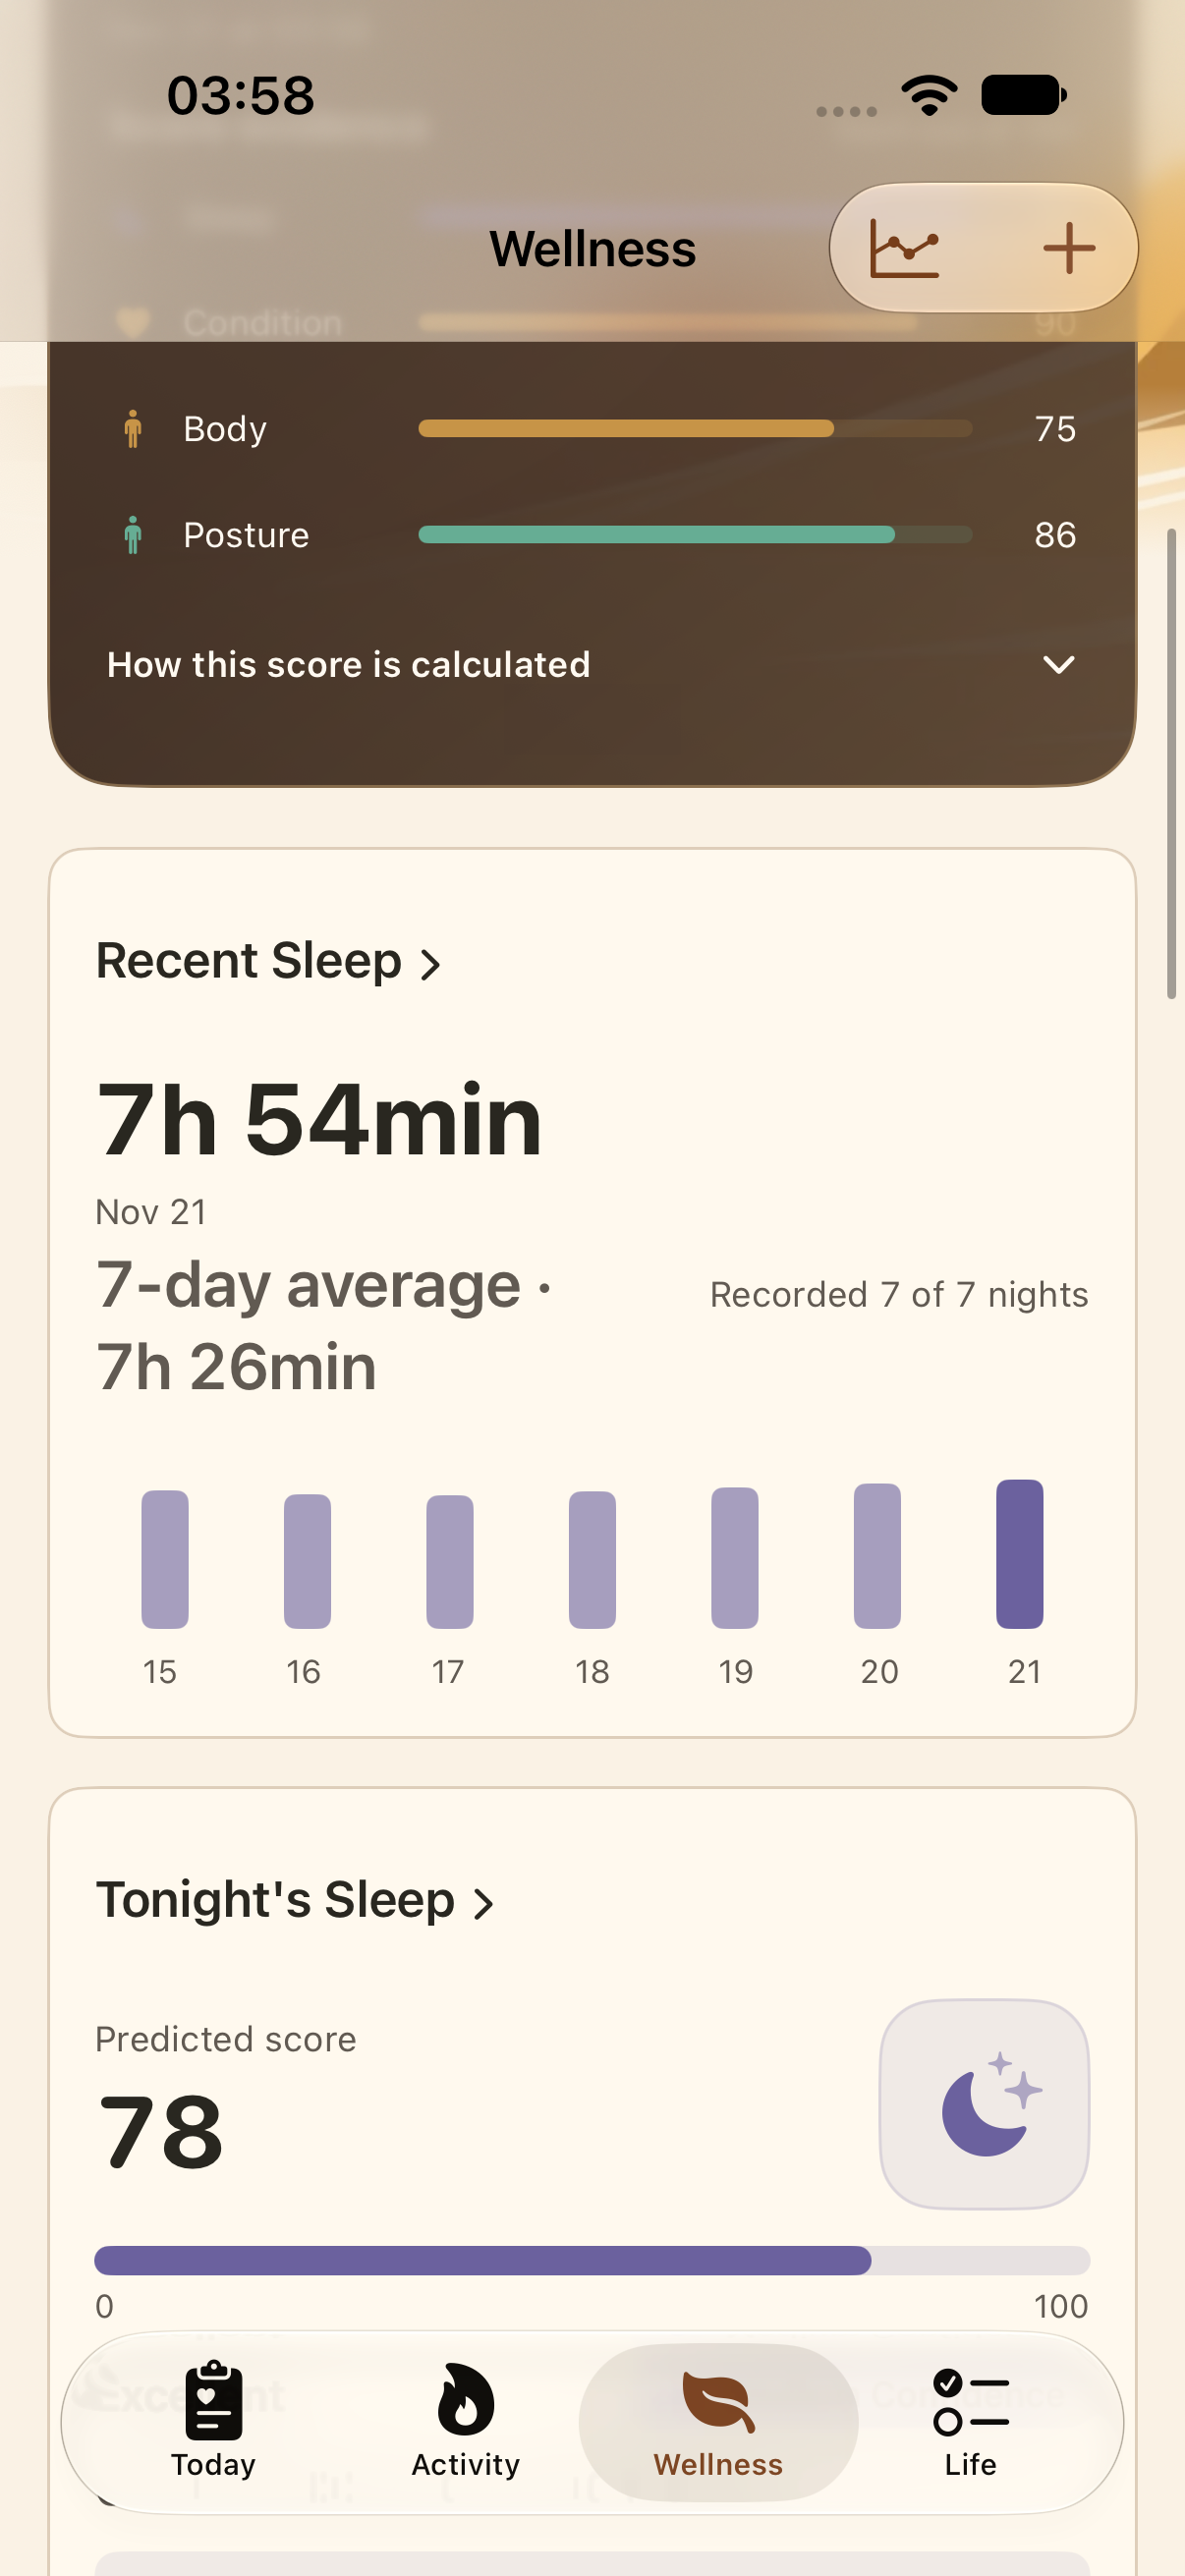 03:58
Wellness
Condition 90
Body 75
Posture 86
How this score is calculated
Recent Sleep
7h 54min
Nov 21
7-day average ·
7h 26min
Recorded 7 of 7 nights
15 16 17 18 19 20 21
Tonight's Sleep
Predicted score
78
0 100
Today Activity Wellness Life